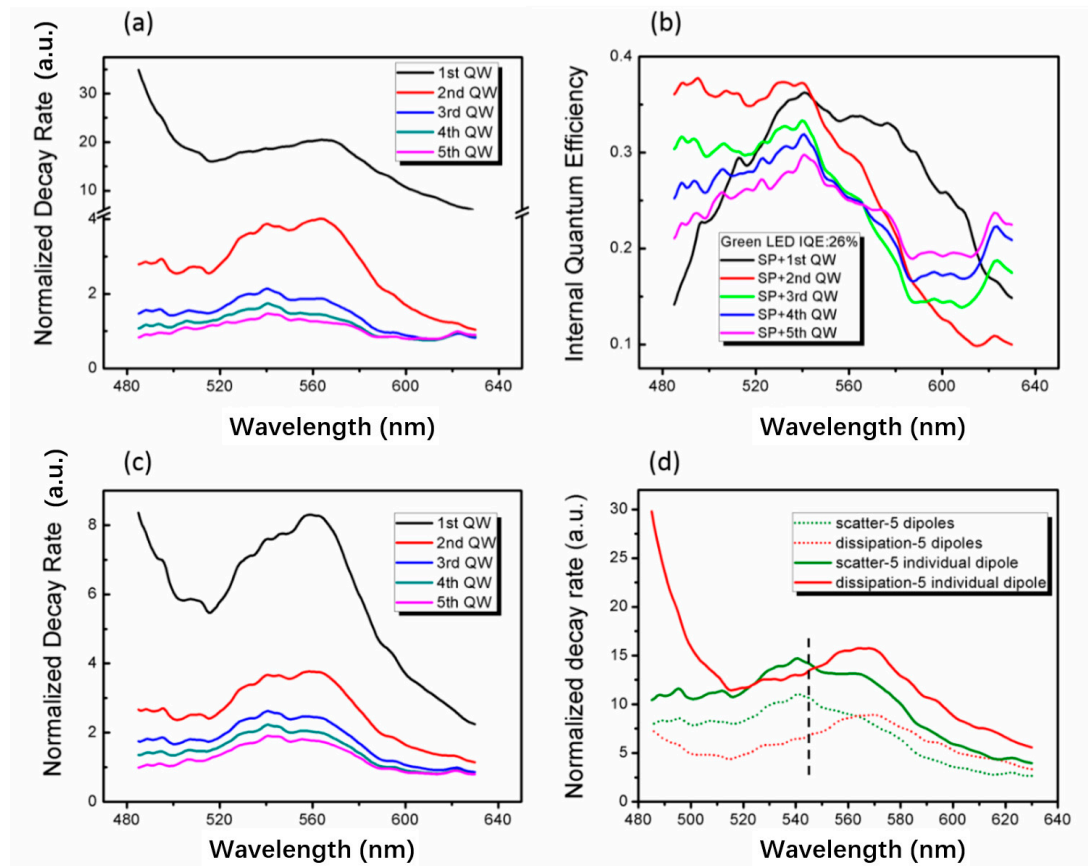 (a)
Normalized Decay Rate (a.u.)
30
20
10
4
2
0
480 520 560 600 640
Wavelength (nm)
1st QW
2nd QW
3rd QW
4th QW
5th QW
(b)
Internal Quantum Efficiency
0.4
0.3
0.2
0.1
480 520 560 600 640
Wavelength (nm)
Green LED IQE:26%
SP+1st QW
SP+2nd QW
SP+3rd QW
SP+4th QW
SP+5th QW
(c)
Normalized Decay Rate (a.u.)
8
6
4
2
0
480 520 560 600 640
Wavelength (nm)
1st QW
2nd QW
3rd QW
4th QW
5th QW
(d)
Normalized decay rate (a.u.)
30
25
20
15
10
5
0
480 500 520 540 560 580 600 620 640
Wavelength (nm)
scatter-5 dipoles
dissipation-5 dipoles
scatter-5 individual dipole
dissipation-5 individual dipole